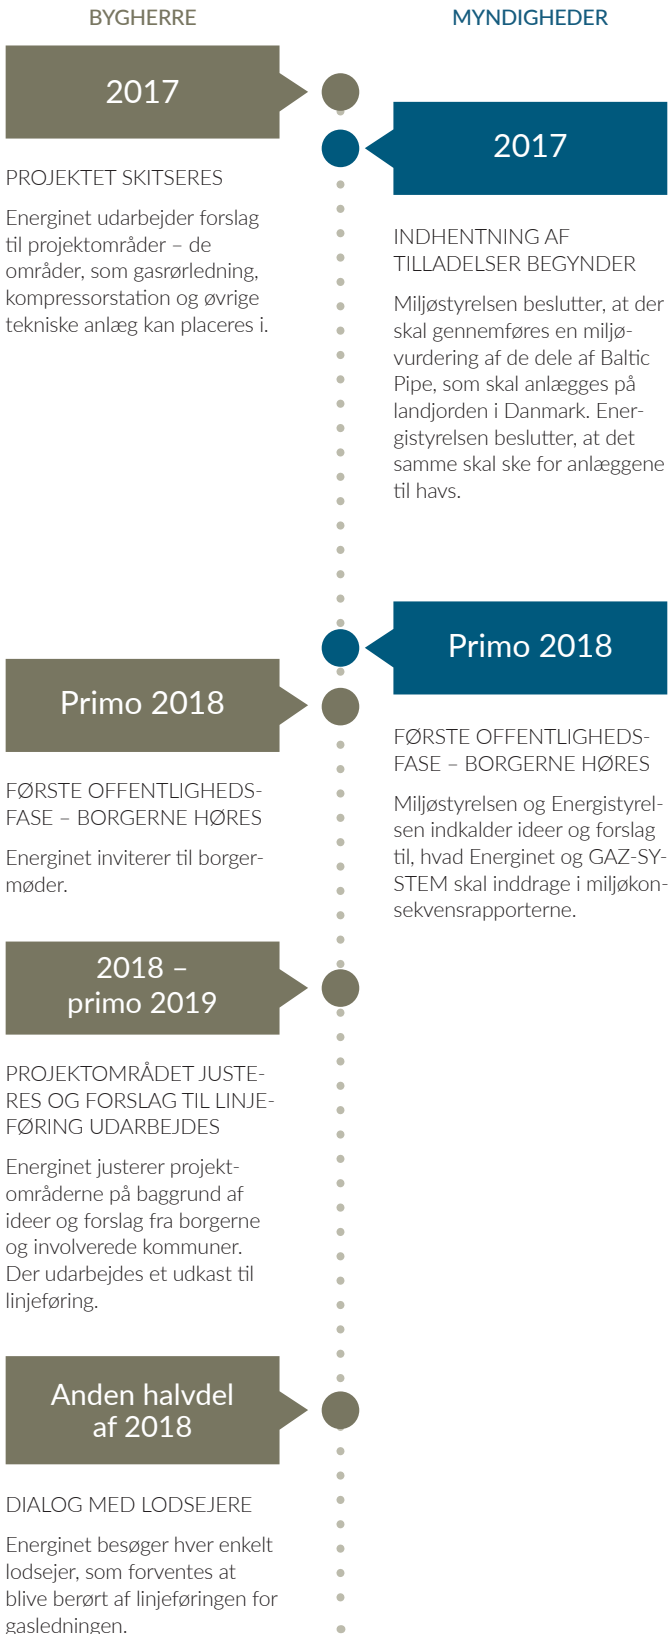 BYGHERRE
MYNDIGHEDER
2017
PROJEKTET SKITSERES
Energinet udarbejder forslag
til projektområder – de
områder, som gasrørledning,
kompressorstation og øvrige
tekniske anlæg kan placeres i.
2017
INDHENTNING AF
TILLADELSER BEGYNDER
Miljøstyrelsen beslutter, at der
skal gennemføres en miljø-
vurdering af de dele af Baltic
Pipe, som skal anlægges på
landjorden i Danmark. Ener-
gistyrelsen beslutter, at det
samme skal ske for anlæggene
til havs.
Primo 2018
FØRSTE OFFENTLIGHEDS-
FASE – BORGERNE HØRES
Miljøstyrelsen og Energistyrel-
sen indkalder ideer og forslag
til, hvad Energinet og GAZ-SY-
STEM skal inddrage i miljøkon-
sekvensrapporterne.
Primo 2018
FØRSTE OFFENTLIGHEDS-
FASE – BORGERNE HØRES
Energinet inviterer til borger-
møder.
2018 –
primo 2019
PROJEKTOMRÅDET JUSTE-
RES OG FORSLAG TIL LINJE-
FØRING UDARBEJDES
Energinet justerer projekt-
områderne på baggrund af
ideer og forslag fra borgerne
og involverede kommuner.
Der udarbejdes et udkast til
linjeføring.
Anden halvdel
af 2018
DIALOG MED LODSEJERE
Energinet besøger hver enkelt
lodsejer, som forventes at
blive berørt af linjeføringen for
gasledningen.